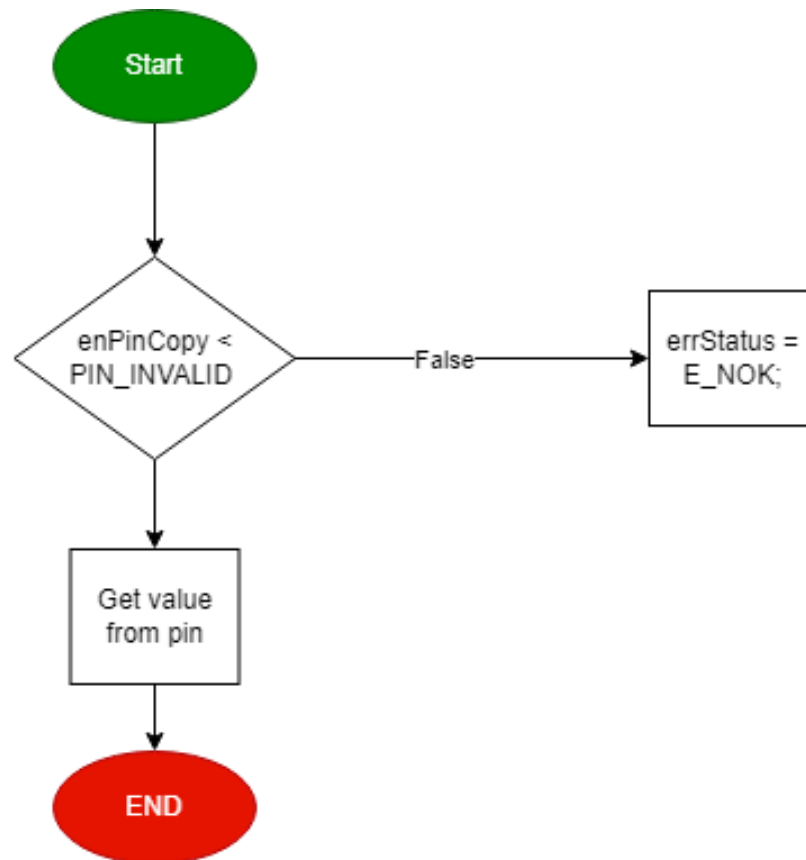 Start
enPinCopy <
PIN_INVALID
False
errStatus =
E_NOK;
Get value
from pin
END